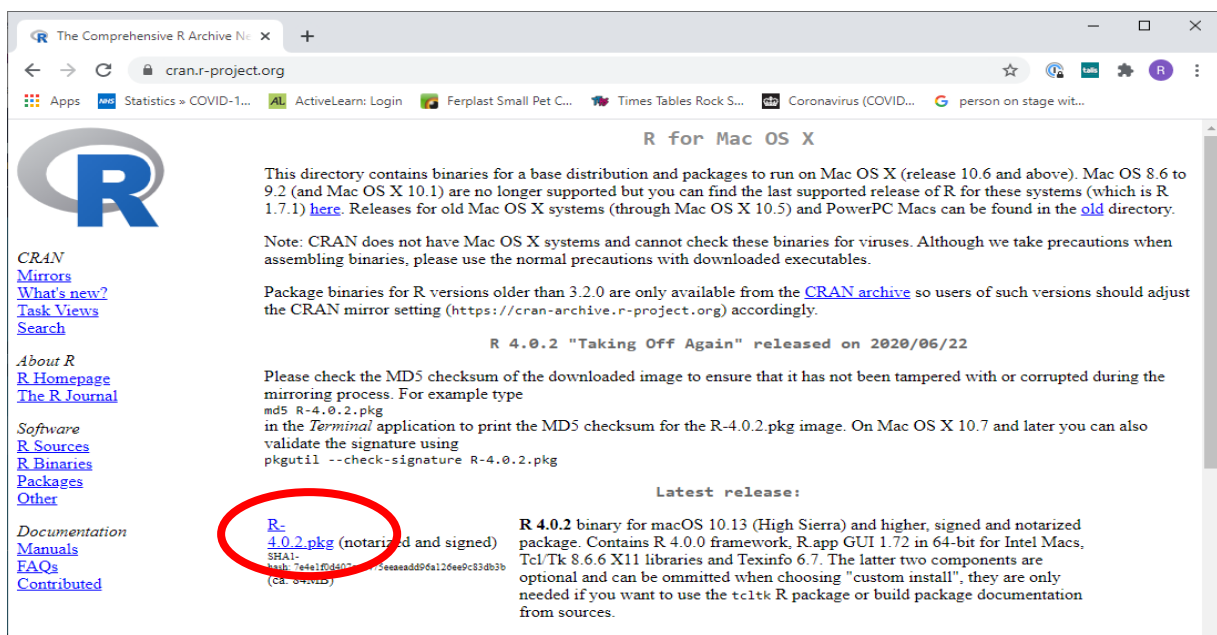 The Comprehensive R Archive Ne
cran.r-project.org
talis
R
Apps
NHS
Statistics » COVID-1...
AL
ActiveLearn: Login
Ferplast Small Pet C...
Times Tables Rock S...
Coronavirus (COVID...
G
person on stage wit...
R
R for Mac OS X
This directory contains binaries for a base distribution and packages to run on Mac OS X (release 10.6 and above). Mac OS 8.6 to
9.2 (and Mac OS X 10.1) are no longer supported but you can find the last supported release of R for these systems (which is R
1.7.1) here. Releases for old Mac OS X systems (through Mac OS X 10.5) and PowerPC Macs can be found in the old directory.
Note: CRAN does not have Mac OS X systems and cannot check these binaries for viruses. Although we take precautions when
assembling binaries, please use the normal precautions with downloaded executables.
Package binaries for R versions older than 3.2.0 are only available from the CRAN archive so users of such versions should adjust
the CRAN mirror setting (https://cran-archive.r-project.org) accordingly.
CRAN
Mirrors
What's new?
Task Views
Search
About R
R Homepage
The R Journal
Software
R Sources
R Binaries
Packages
Other
Documentation
Manuals
FAQs
Contributed
R 4.0.2 "Taking Off Again" released on 2020/06/22
Please check the MD5 checksum of the downloaded image to ensure that it has not been tampered with or corrupted during the
mirroring process. For example type
md5 R-4.0.2.pkg
in the Terminal application to print the MD5 checksum for the R-4.0.2.pkg image. On Mac OS X 10.7 and later you can also
validate the signature using
pkgutil --check-signature R-4.0.2.pkg
Latest release:
R-
4.0.2.pkg (notarized and signed)
SHA1-
hash:
(ca. 84MB)
R 4.0.2 binary for macOS 10.13 (High Sierra) and higher, signed and notarized
package. Contains R 4.0.0 framework, R.app GUI 1.72 in 64-bit for Intel Macs,
Tcl/Tk 8.6.6 X11 libraries and Texinfo 6.7. The latter two components are
optional and can be ommitted when choosing "custom install", they are only
needed if you want to use the tcltk R package or build package documentation
from sources.